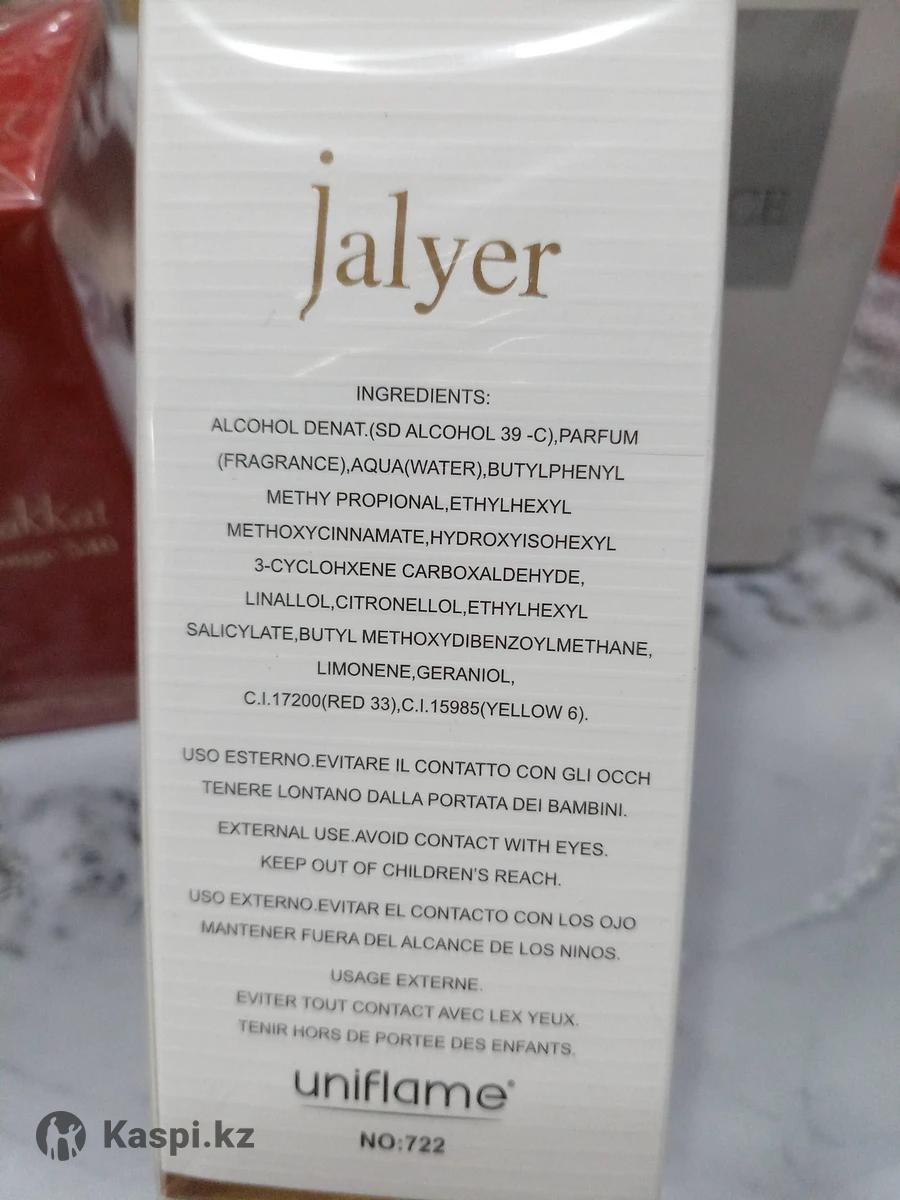 jalyer
INGREDIENTS:
ALCOHOL DENAT.(SD ALCOHOL 39 -C),PARFUM
(FRAGRANCE),AQUA(WATER),BUTYLPHENYL
METHY PROPIONAL,ETHYLHEXYL
METHOXYCINNAMATE,HYDROXYISOHEXYL
3-CYCLOHXENE CARBOXALDEHYDE,
LINALLOL,CITRONELLOL,ETHYLHEXYL
SALICYLATE,BUTYL METHOXYDIBENZOYLMETHANE,
LIMONENE,GERANIOL,
C.I.17200(RED 33),C.I.15985(YELLOW 6).
USO ESTERNO.EVITARE IL CONTATTO CON GLI OCCH
TENERE LONTANO DALLA PORTATA DEI BAMBINI.
EXTERNAL USE.AVOID CONTACT WITH EYES.
KEEP OUT OF CHILDREN'S REACH.
USO EXTERNO.EVITAR EL CONTACTO CON LOS OJO
MANTENER FUERA DEL ALCANCE DE LOS NINOS.
USAGE EXTERNE.
EVITER TOUT CONTACT AVEC LEX YEUX.
TENIR HORS DE PORTEE DES ENFANTS.
uniflame®
NO:722
Kaspi.kz